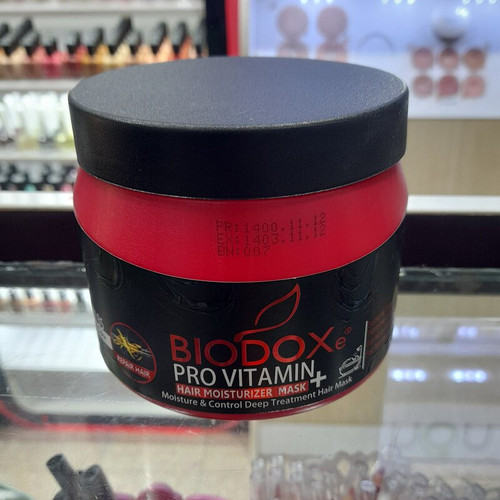 PR:1400.11.12
EX:1403.11.12
BN:007
BIODOXe
PRO VITAMIN+
HAIR MOISTURIZER MASK
Moisture & Control Deep Treatment Hair Mask
REPAIR HAIR